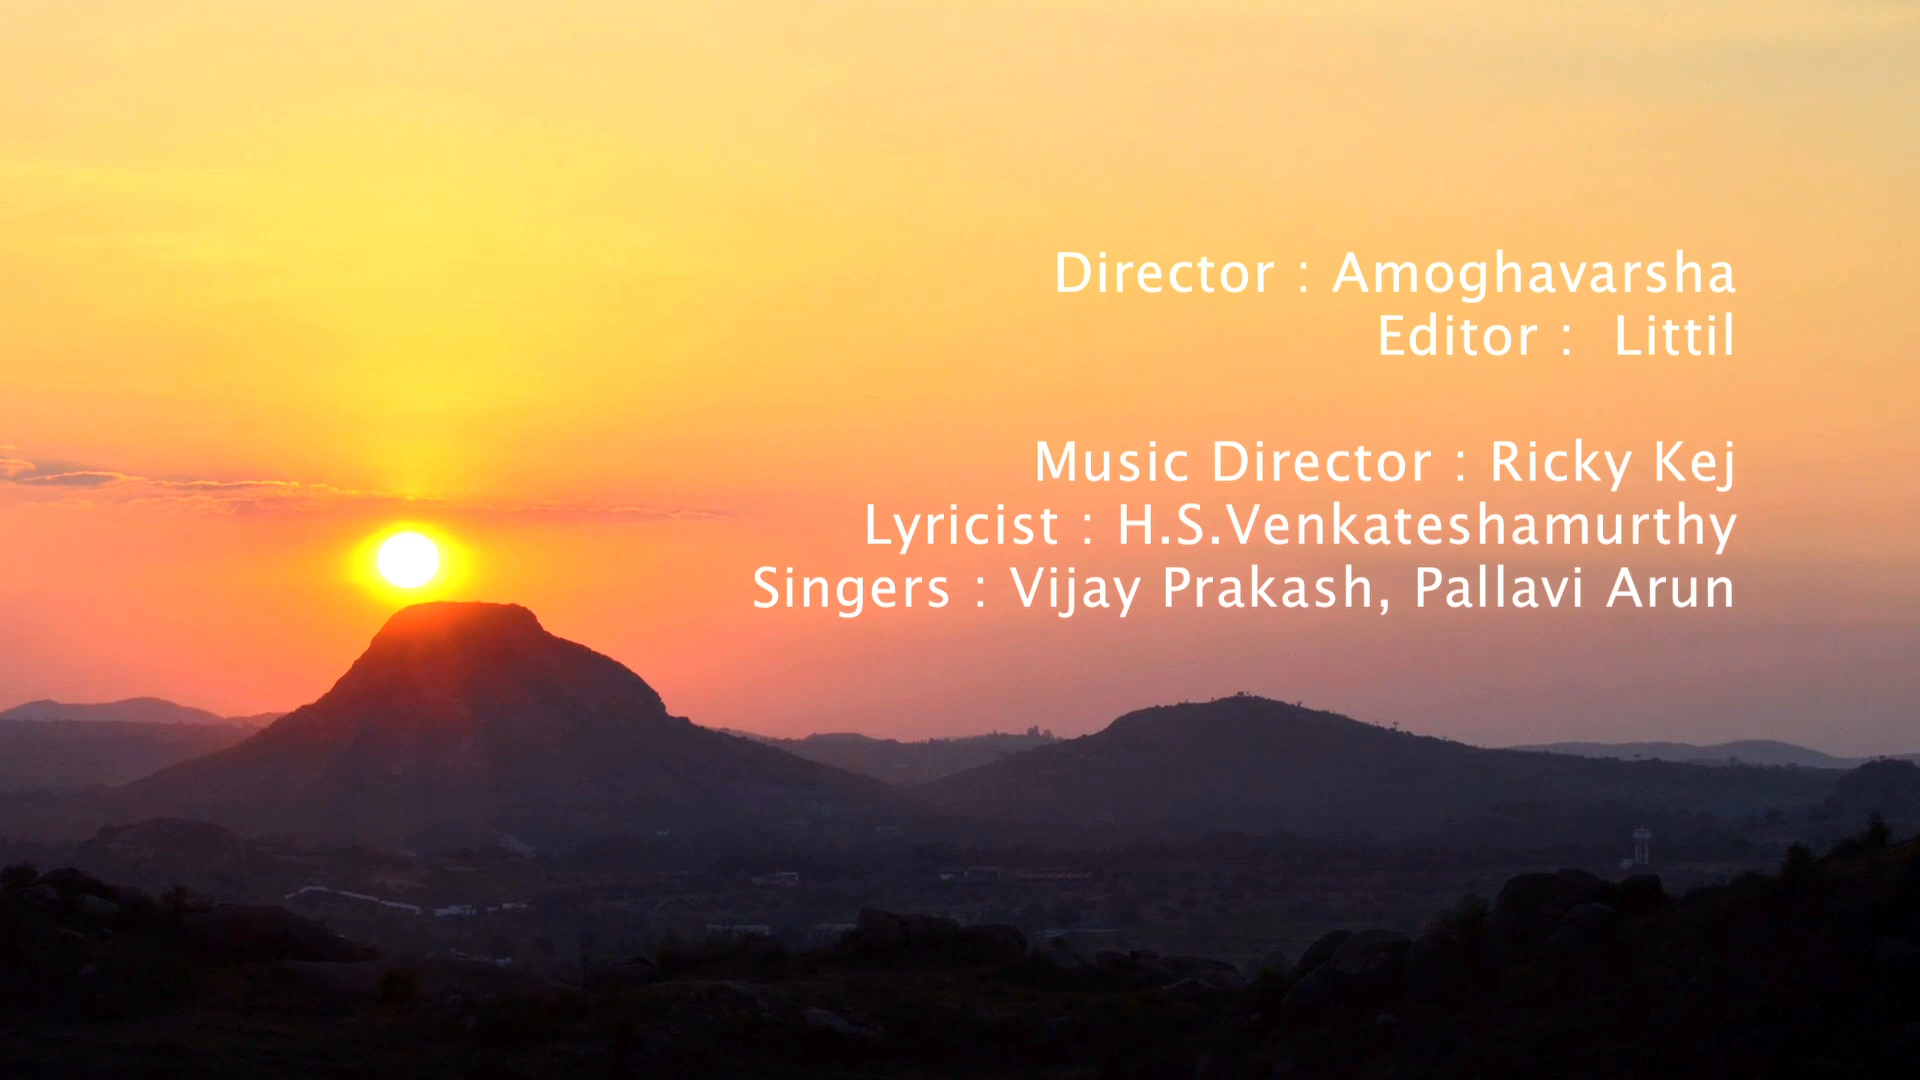 Director : Amoghavarsha
Editor :  Littil
Music Director : Ricky Kej
Lyricist : H.S.Venkateshamurthy
Singers : Vijay Prakash, Pallavi Arun